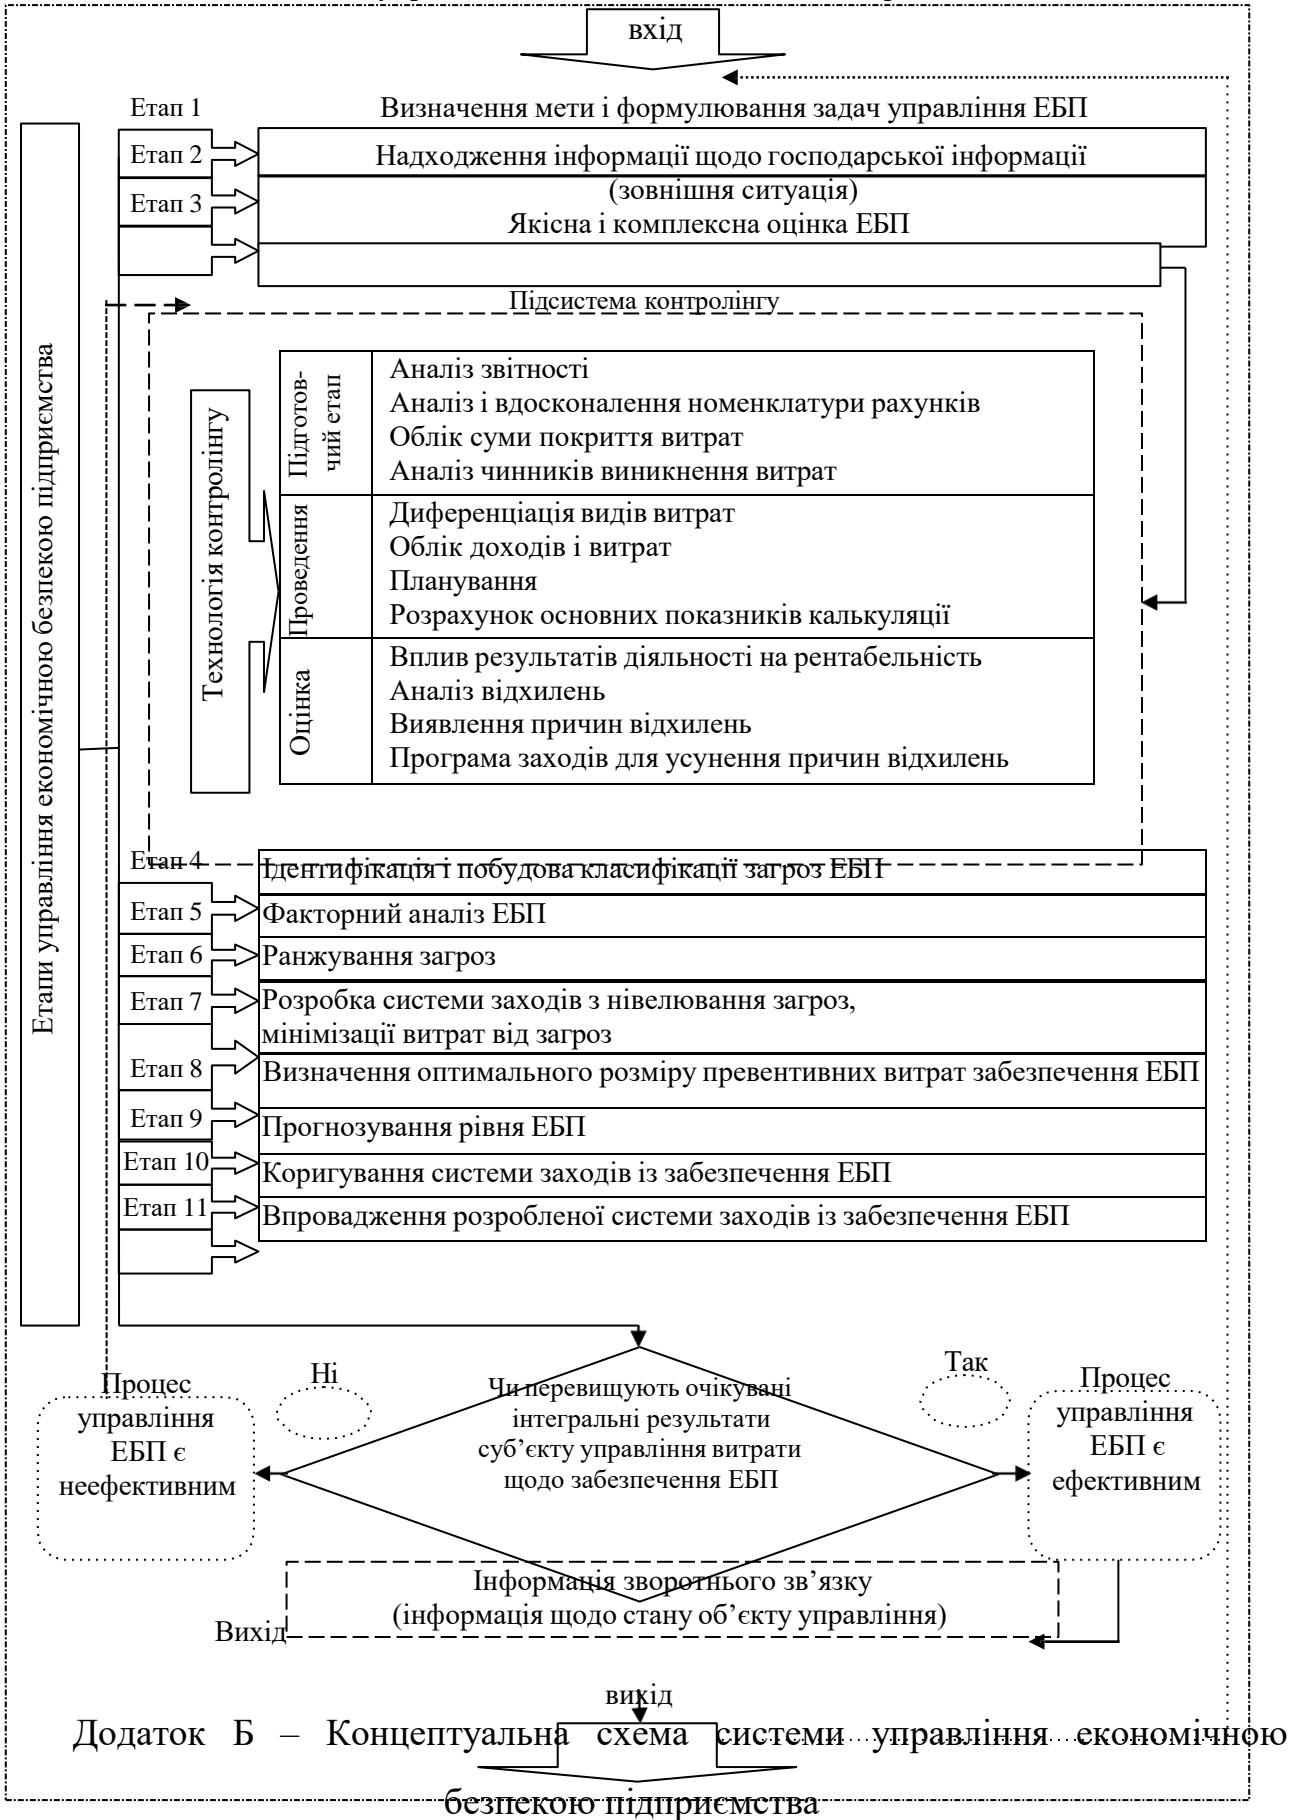 вхід
Етап 1
Визначення мети і формулювання задач управління ЕБП
Етап 2
Надходження інформації щодо господарської інформації
(зовнішня ситуація)
Етап 3
Якісна і комплексна оцінка ЕБП
Підсистема контролінгу
Етапи управління економічною безпекою підприємства
Технологія контролінгу
Підготов-
чий етап
Аналіз звітності
Аналіз і вдосконалення номенклатури рахунків
Облік суми покриття витрат
Аналіз чинників виникнення витрат
Проведення
Диференціація видів витрат
Облік доходів і витрат
Планування
Розрахунок основних показників калькуляції
Оцінка
Вплив результатів діяльності на рентабельність
Аналіз відхилень
Виявлення причин відхилень
Програма заходів для усунення причин відхилень
Етап 4
Ідентифікація і побудова класифікації загроз ЕБП
Етап 5
Факторний аналіз ЕБП
Етап 6
Ранжування загроз
Етап 7
Розробка системи заходів з нівелювання загроз,
мінімізації витрат від загроз
Етап 8
Визначення оптимального розміру превентивних витрат забезпечення ЕБП
Етап 9
Прогнозування рівня ЕБП
Етап 10
Коригування системи заходів із забезпечення ЕБП
Етап 11
Впровадження розробленої системи заходів із забезпечення ЕБП
Процес
управління
ЕБП є
неефективним
Ні
Чи перевищують очікувані
інтегральні результати
суб’єкту управління витрати
щодо забезпечення ЕБП
Так
Процес
управління
ЕБП є
ефективним
Інформація зворотнього зв’язку
(інформація щодо стану об’єкту управління)
Вихід
вихід
Додаток Б – Концептуальна схема системи управління економічною
безпекою підприємства